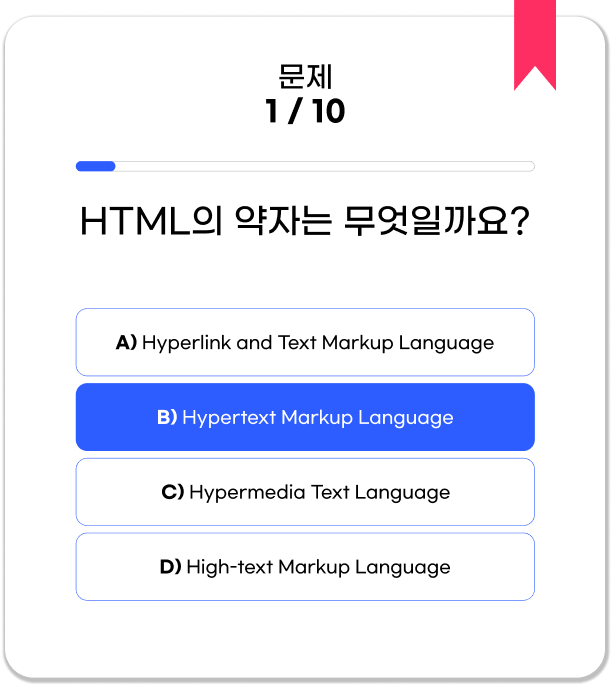 문제
1 / 10
HTML의 약자는 무엇일까요?
A) Hyperlink and Text Markup Language
B) Hypertext Markup Language
C) Hypermedia Text Language
D) High-text Markup Language